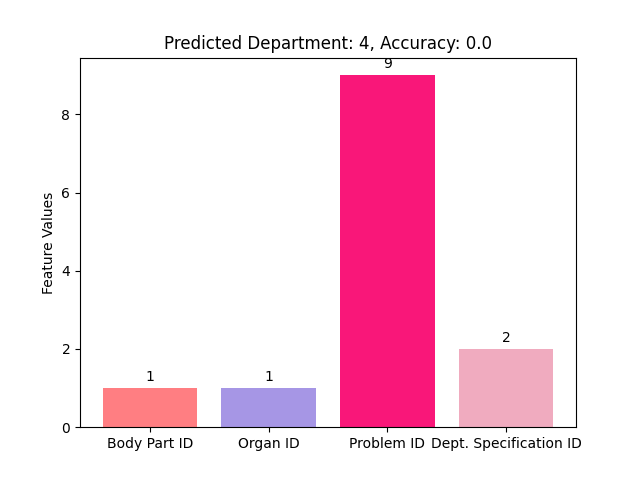 Predicted Department: 4, Accuracy: 0.0
9
8
6
Feature Values
4
2
2
1
1
0
Body Part ID
Organ ID
Problem ID
Dept. Specification ID